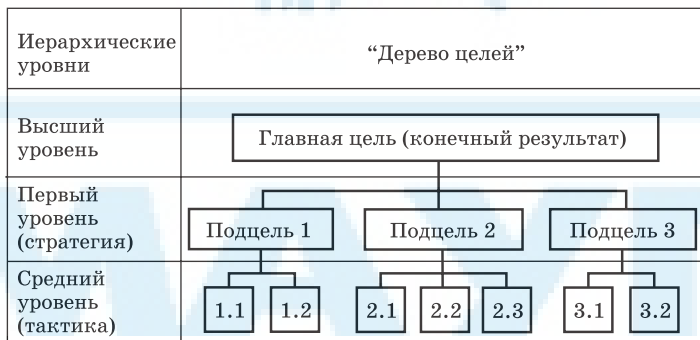 Иерархические
уровни
“Дерево целей”
Высший
уровень
Главная цель (конечный результат)
Первый
уровень
(стратегия)
Подцель 1
Подцель 2
Подцель 3
Средний
уровень
(тактика)
1.1
1.2
2.1
2.2
2.3
3.1
3.2